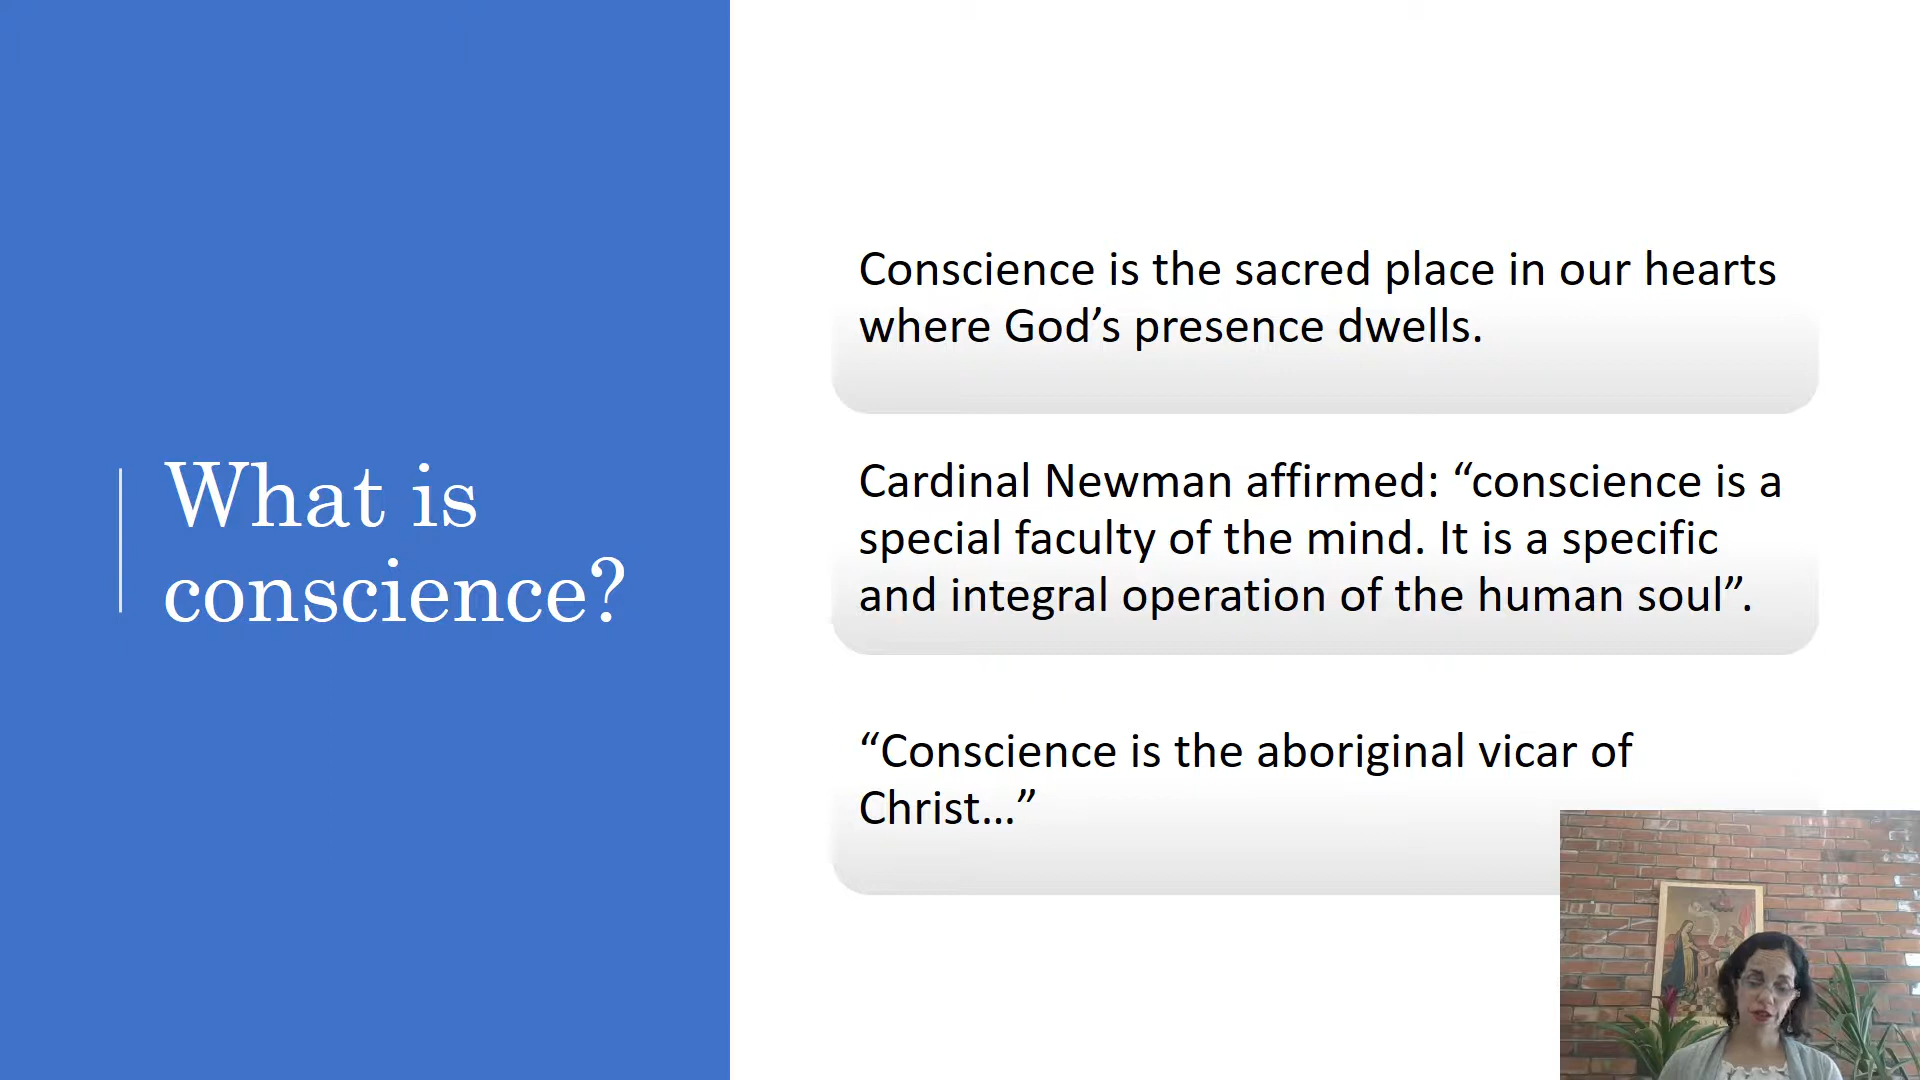 What is
conscience?
Conscience is the sacred place in our hearts
where God’s presence dwells.
Cardinal Newman affirmed: “conscience is a
special faculty of the mind. It is a specific
and integral operation of the human soul”.
“Conscience is the aboriginal vicar of
Christ…”